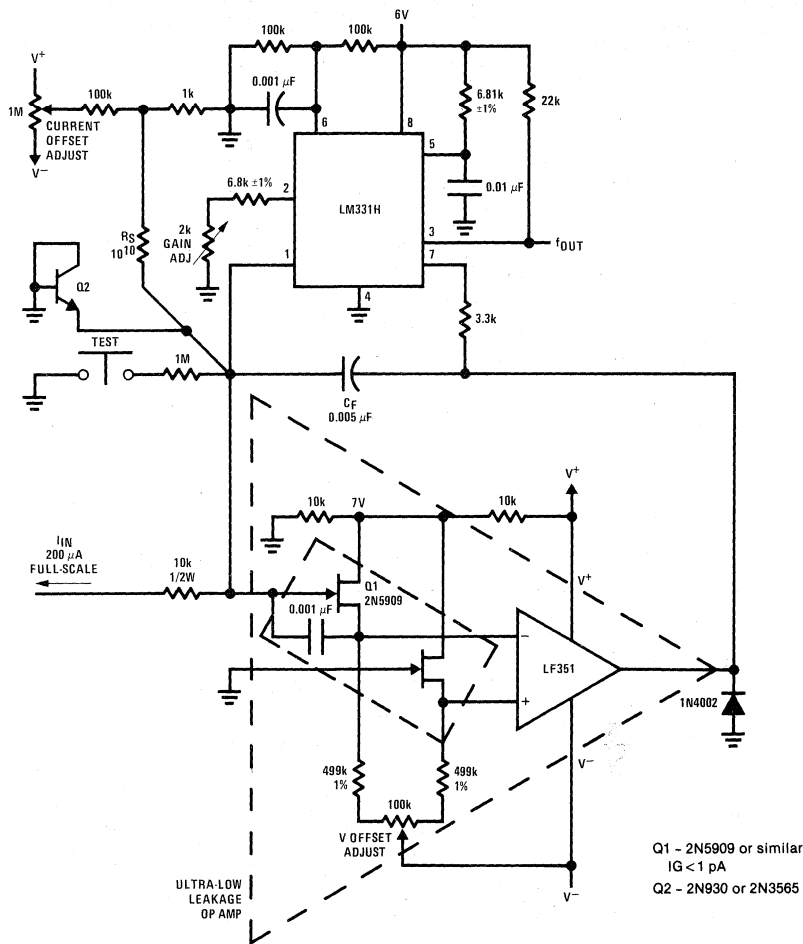 6V
100k
100k
V+
0.001 µF
1M
100k
1k
6.81k
±1%
22k
CURRENT
OFFSET
ADJUST
V−
6
8
5
6.8k ±1%
2
LM331H
0.01 µF
2k
GAIN
ADJ
3
fOUT
RS
10^10
1
7
Q2
4
3.3k
TEST
1M
CF
0.005 µF
V+
10k
7V
10k
IIN
200 µA
FULL-SCALE
10k
1/2W
Q1
2N5909
V+
0.001 µF
−
LF351
+
1N4002
V−
499k
1%
499k
1%
100k
V OFFSET
ADJUST
Q1 - 2N5909 or similar
IG < 1 pA
Q2 - 2N930 or 2N3565
ULTRA-LOW
LEAKAGE
OP AMP
V−